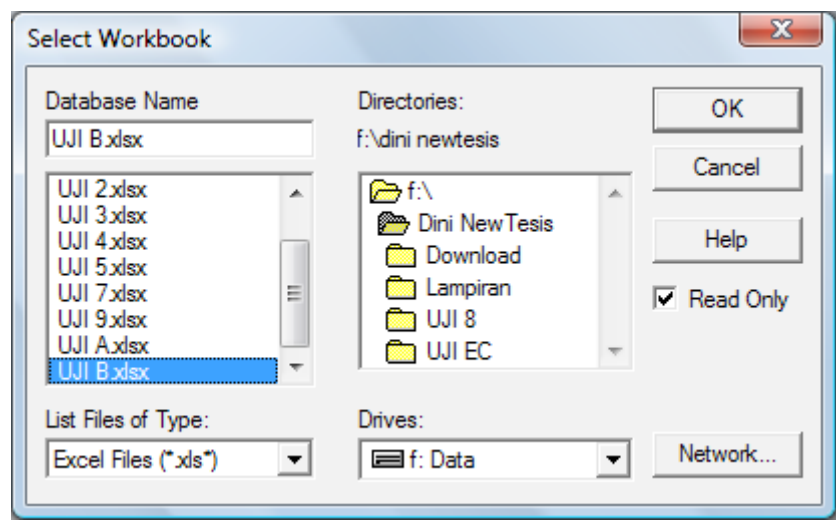 Select Workbook
Database Name
UJI B.xlsx
UJI 2.xlsx
UJI 3.xlsx
UJI 4.xlsx
UJI 5.xlsx
UJI 7.xlsx
UJI 9.xlsx
UJI A.xlsx
UJI B.xlsx
List Files of Type:
Excel Files (*.xls*)
Directories:
f:\dini newtesis
f:\
Dini NewTesis
Download
Lampiran
UJI 8
UJI EC
Drives:
f: Data
OK
Cancel
Help
Read Only
Network...